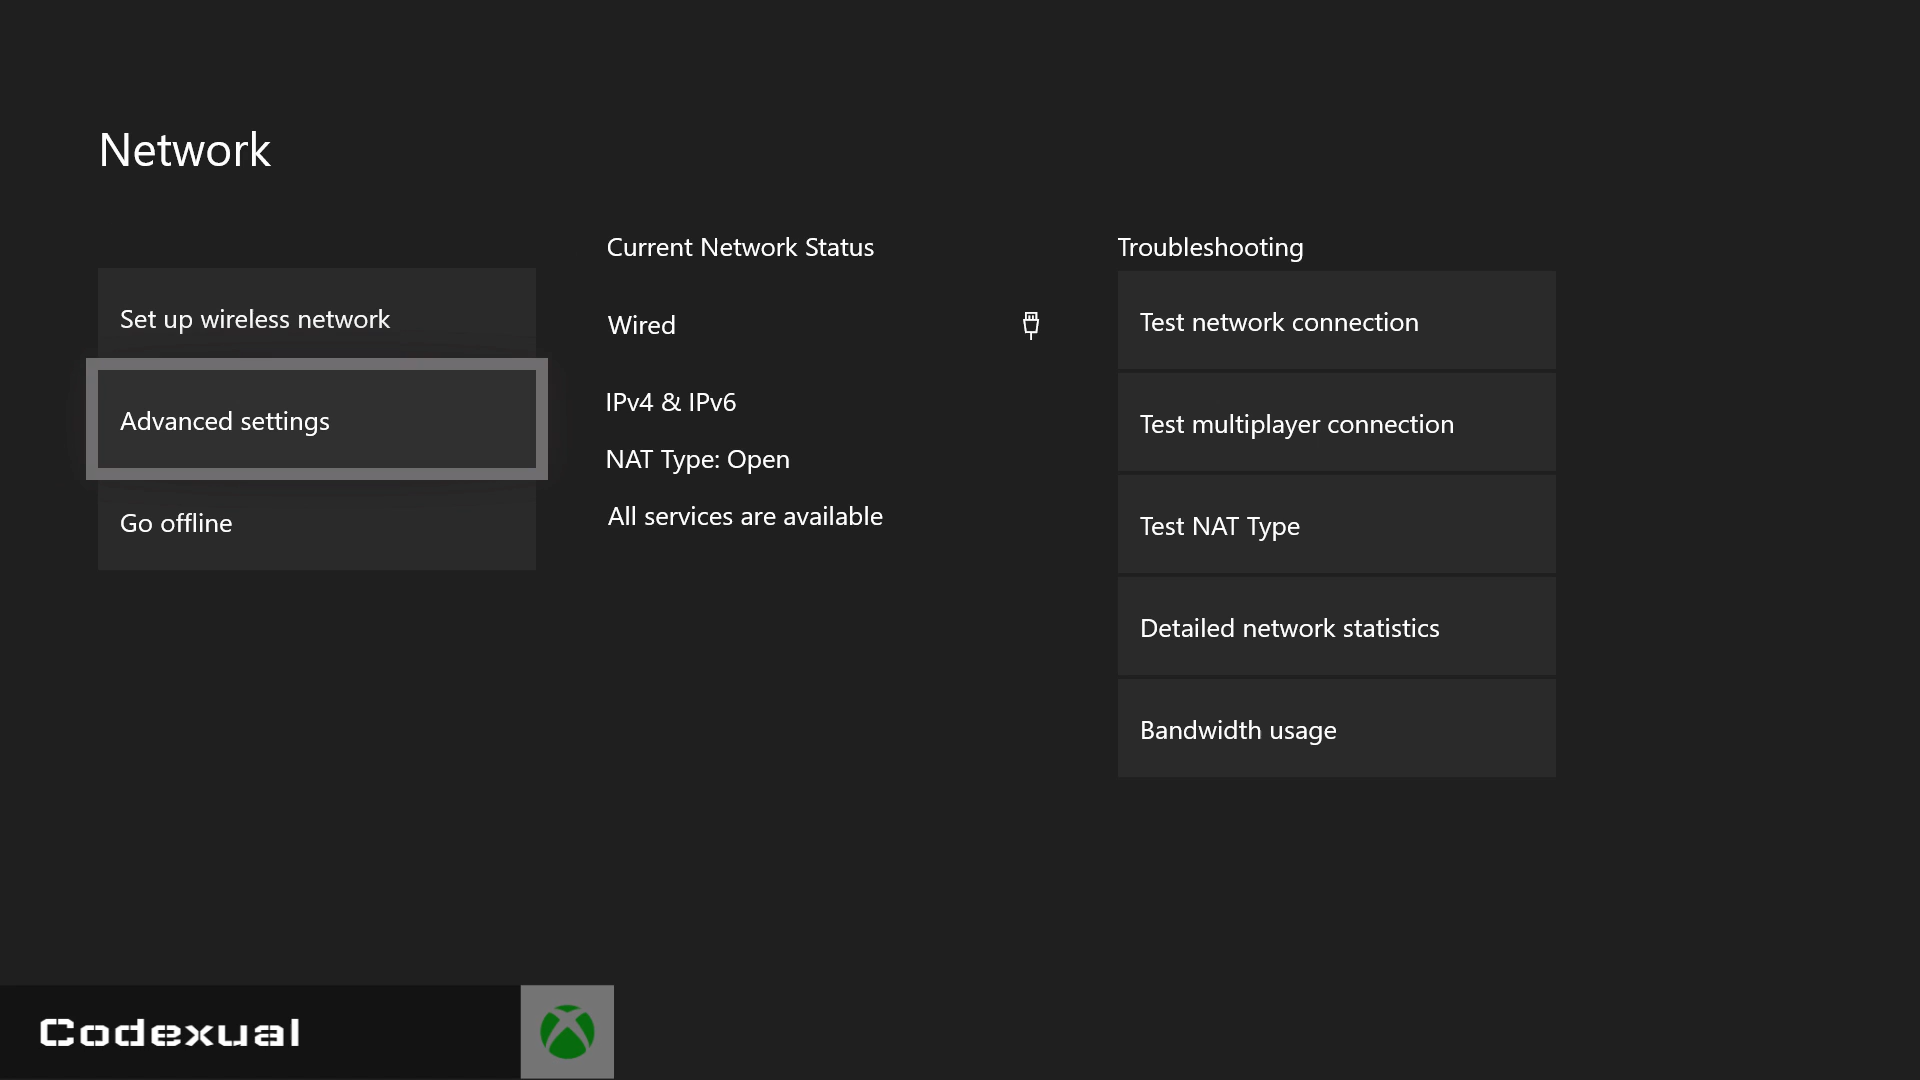 Network
Set up wireless network
Advanced settings
Go offline
Current Network Status
Wired
IPv4 & IPv6
NAT Type: Open
All services are available
Troubleshooting
Test network connection
Test multiplayer connection
Test NAT Type
Detailed network statistics
Bandwidth usage
Codexual